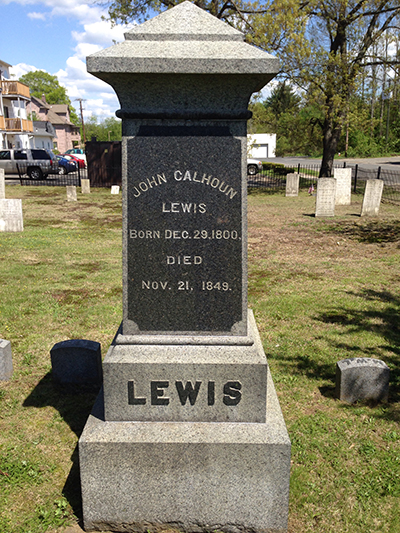 JOHN CALHOUN
LEWIS
BORN DEC. 29, 1800.
DIED
NOV. 21, 1849.
LEWIS